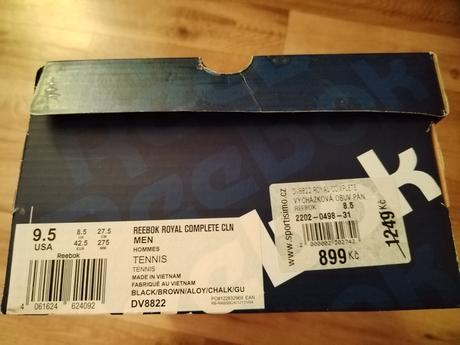 Reebok
9.5
USA
8.5
UK
27.5
CM
42.5
EUR
275
MM
Reebok
4 061624 624092
REEBOK ROYAL COMPLETE CLN
MEN
HOMMES
TENNIS
TENNIS
MADE IN VIETNAM
FABRIQUÉ AU VIETNAM
BLACK/BROWN/ALOY/CHALK/GU
DV8822
www.sportisimo.cz
DV8822 ROYAL COMPLETE
VYCHÁZKOVÁ OBUV PÁN.
REEBOK 8.5
2202-0498-31
899 Kč
1249 Kč